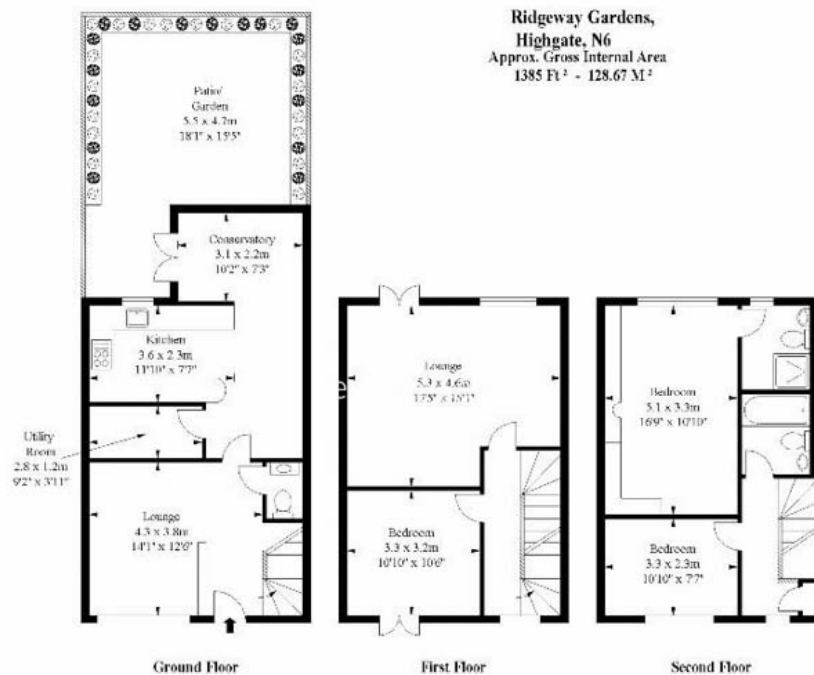 Ridgeway Gardens,
Highgate, N6
Approx. Gross Internal Area
1385 Ft² - 128.67 M²
Patio/
Garden
5.5 x 4.7m
18'1" x 15'5"
Conservatory
3.1 x 2.2m
10'2" x 7'3"
Kitchen
3.6 x 2.3m
11'10" x 7'7"
Utility
Room
2.8 x 1.2m
9'2" x 3'11"
Lounge
4.3 x 3.8m
14'1" x 12'6"
Ground Floor
Lounge
5.3 x 4.6m
17'5" x 15'1"
Bedroom
3.3 x 3.2m
10'10" x 10'6"
First Floor
Bedroom
5.1 x 3.3m
16'9" x 10'10"
Bedroom
3.3 x 2.3m
10'10" x 7'7"
Second Floor